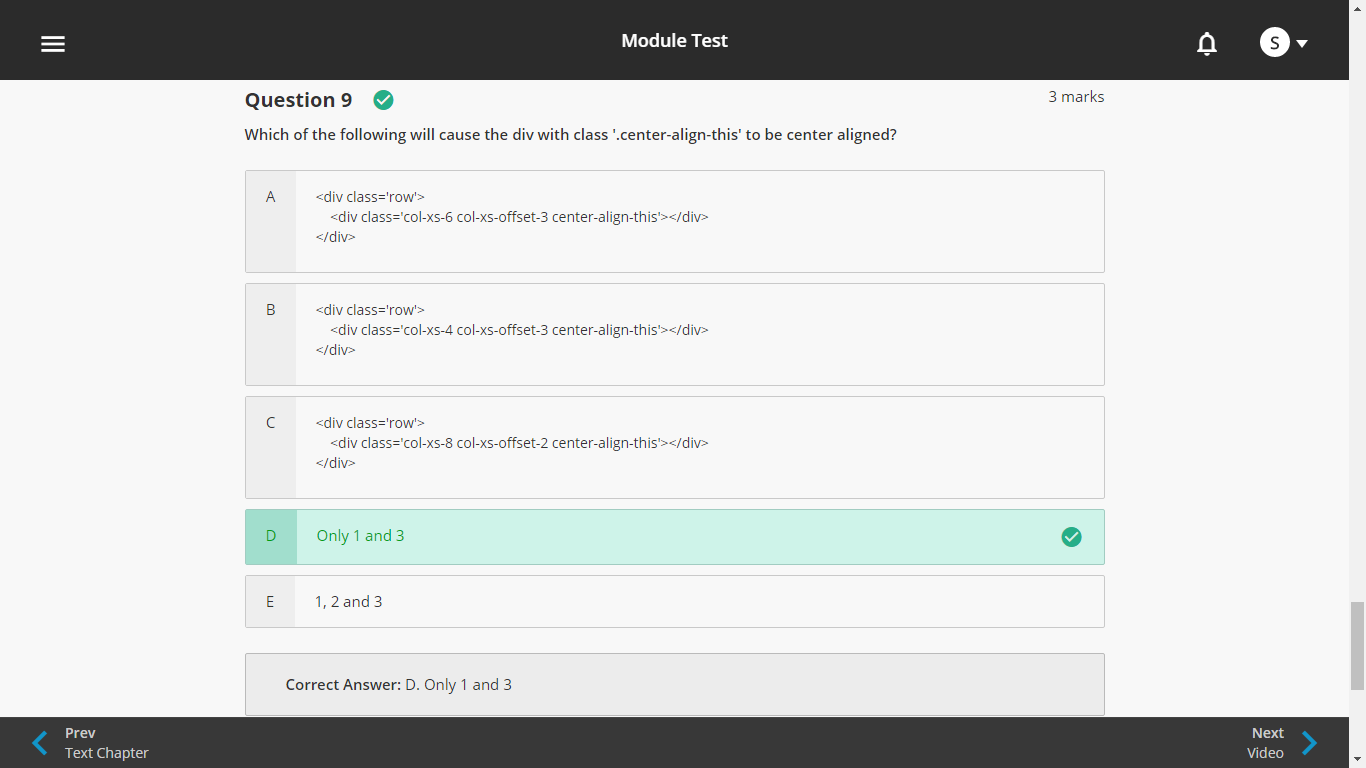 Module Test
S
Question 9
3 marks
Which of the following will cause the div with class '.center-align-this' to be center aligned?
A
<div class='row'>
<div class='col-xs-6 col-xs-offset-3 center-align-this'></div>
</div>
B
<div class='row'>
<div class='col-xs-4 col-xs-offset-3 center-align-this'></div>
</div>
C
<div class='row'>
<div class='col-xs-8 col-xs-offset-2 center-align-this'></div>
</div>
D Only 1 and 3
E 1, 2 and 3
Correct Answer: D. Only 1 and 3
Prev
Text Chapter
Next
Video